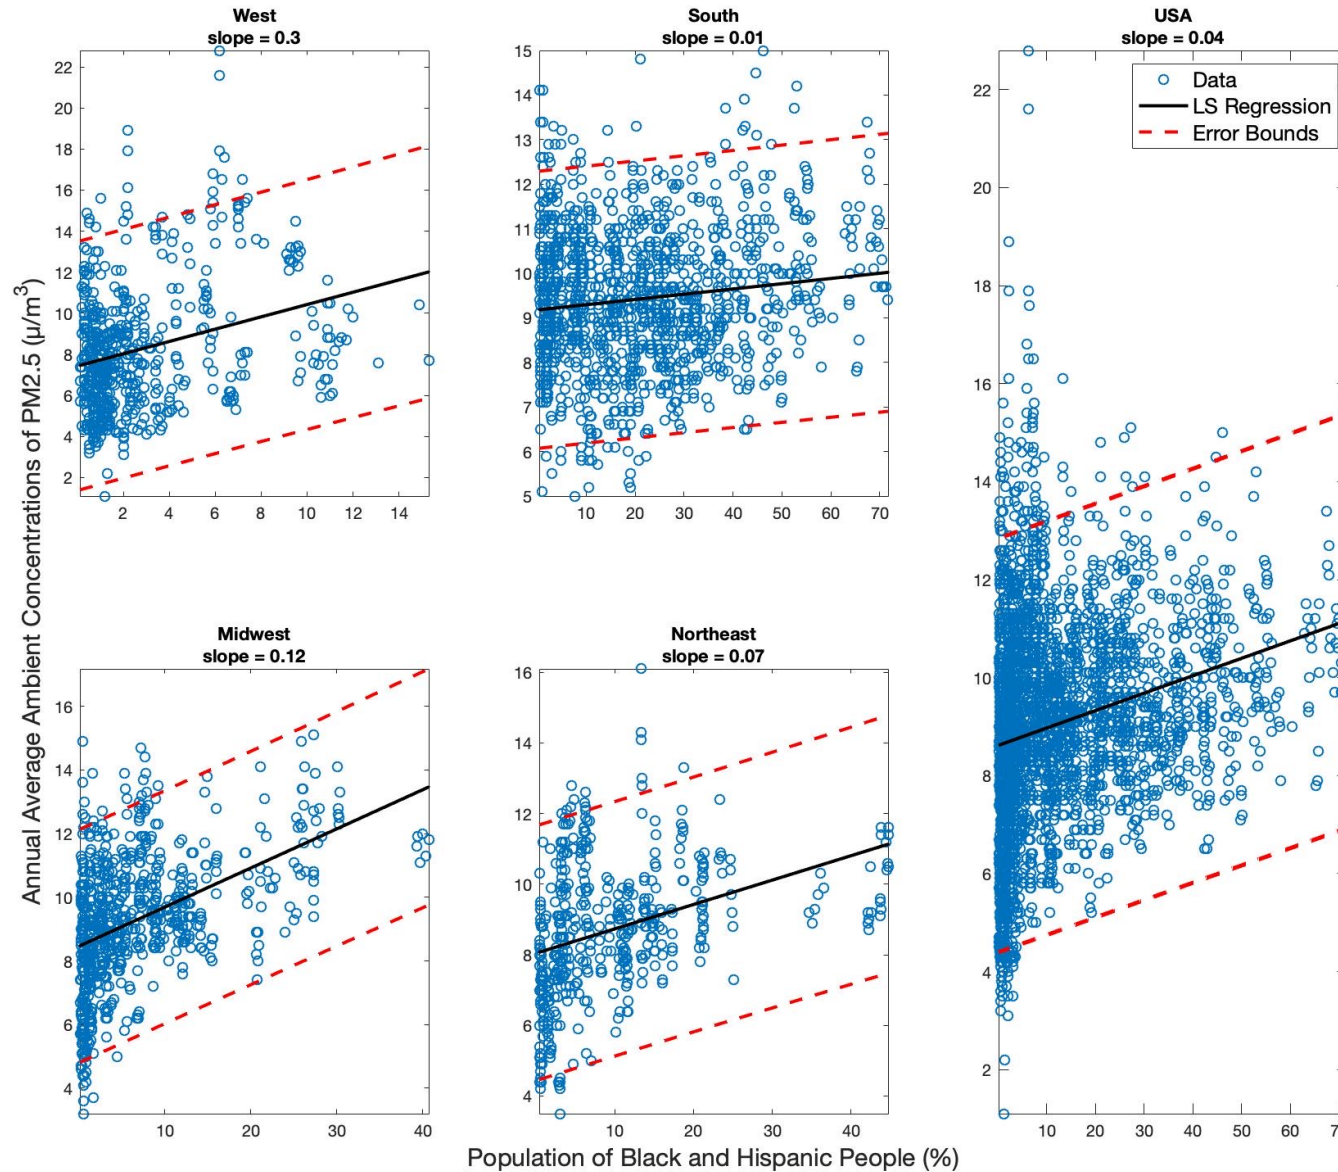 West
slope = 0.3
22
20
18
16
14
12
10
8
6
4
2
2 4 6 8 10 12 14
South
slope = 0.01
15
14
13
12
11
10
9
8
7
6
5
10 20 30 40 50 60 70
USA
slope = 0.04
Data
LS Regression
Error Bounds
22
20
18
16
14
12
10
8
6
4
2
10 20 30 40 50 60
Midwest
slope = 0.12
16
14
12
10
8
6
4
10 20 30 40
Northeast
slope = 0.07
16
14
12
10
8
6
4
10 20 30 40
Annual Average Ambient Concentrations of PM2.5 (μ/m³)
Population of Black and Hispanic People (%)